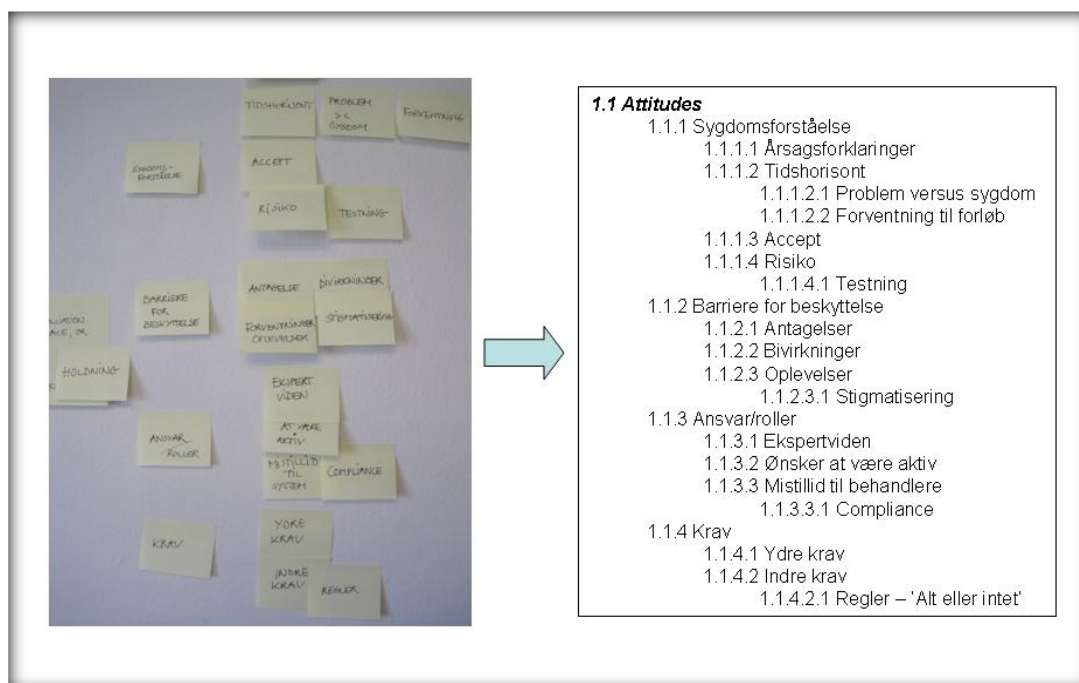 TIDSHORISONT
PROBLEM
><
SYGDOM
FORVENTNING
SYGDOMS-
FORSTÅELSE
ACCEPT
RISIKO
TESTNING
BARRIERE
FOR
BESKYTTELSE
ANTAGELSE
BIVIRKNINGER
FORVENTNINGER
OPLEVELSER
STIGMATISERING
HOLDNING
EKSPERT
VIDEN
ANSVAR
/ROLLER
AT VÆRE
AKTIV
MISTILLID
TIL
SYSTEM
COMPLIANCE
KRAV
YDRE
KRAV
INDRE
KRAV
REGLER
1.1 Attitudes
1.1.1 Sygdomsforståelse
1.1.1.1 Årsagsforklaringer
1.1.1.2 Tidshorisont
1.1.1.2.1 Problem versus sygdom
1.1.1.2.2 Forventning til forløb
1.1.1.3 Accept
1.1.1.4 Risiko
1.1.1.4.1 Testning
1.1.2 Barriere for beskyttelse
1.1.2.1 Antagelser
1.1.2.2 Bivirkninger
1.1.2.3 Oplevelser
1.1.2.3.1 Stigmatisering
1.1.3 Ansvar/roller
1.1.3.1 Ekspertviden
1.1.3.2 Ønsker at være aktiv
1.1.3.3 Mistillid til behandlere
1.1.3.3.1 Compliance
1.1.4 Krav
1.1.4.1 Ydre krav
1.1.4.2 Indre krav
1.1.4.2.1 Regler – 'Alt eller intet'